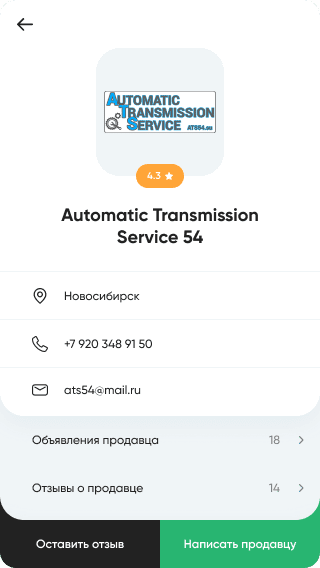 AUTOMATIC
TRANSMISSION
SERVICE ATS54.su
4.3
Automatic Transmission
Service 54
Новосибирск
+7 920 348 91 50
ats54@mail.ru
Объявления продавца 18
Отзывы о продавце 14
Оставить отзыв Написать продавцу